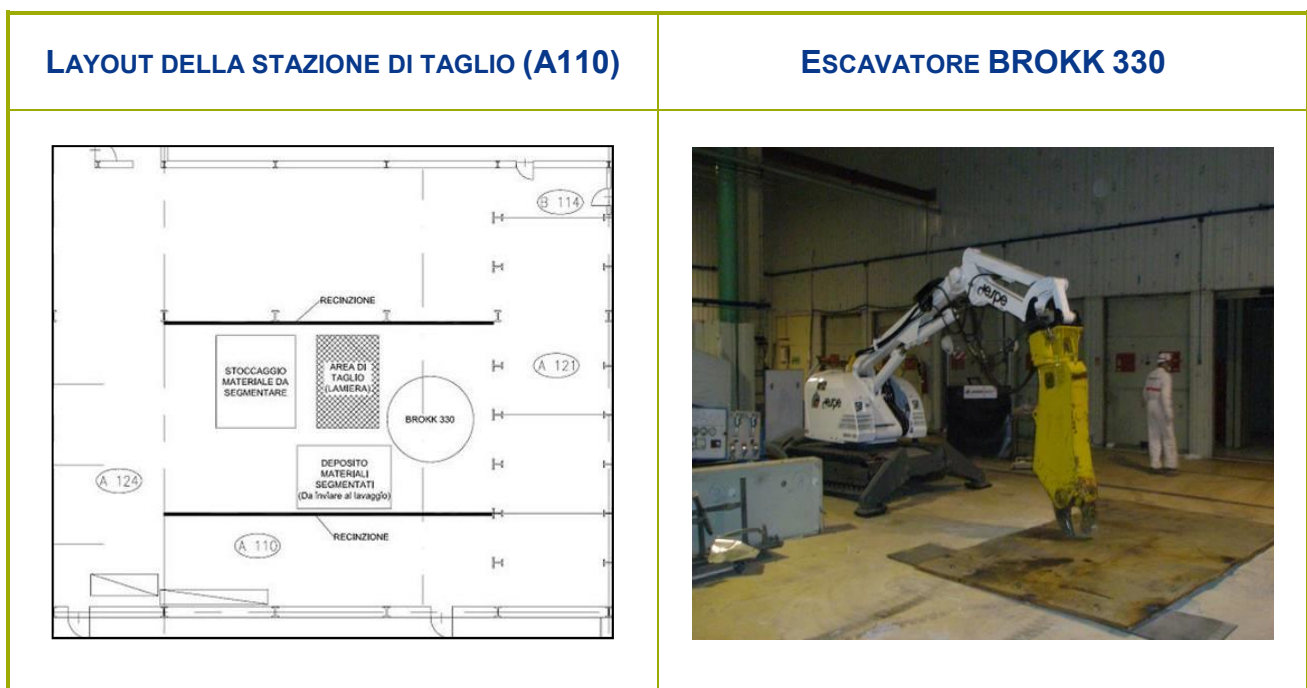 LAYOUT DELLA STAZIONE DI TAGLIO (A110)
ESCAVATORE BROKK 330
B 114
RECINZIONE
STOCCAGGIO
MATERIALE DA
SEGMENTARE
AREA DI
TAGLIO
(LAMIERA)
A 121
BROKK 330
DEPOSITO
MATERIALI
SEGMENTATI
(Da inviare al lavaggio)
A 124
RECINZIONE
A 110